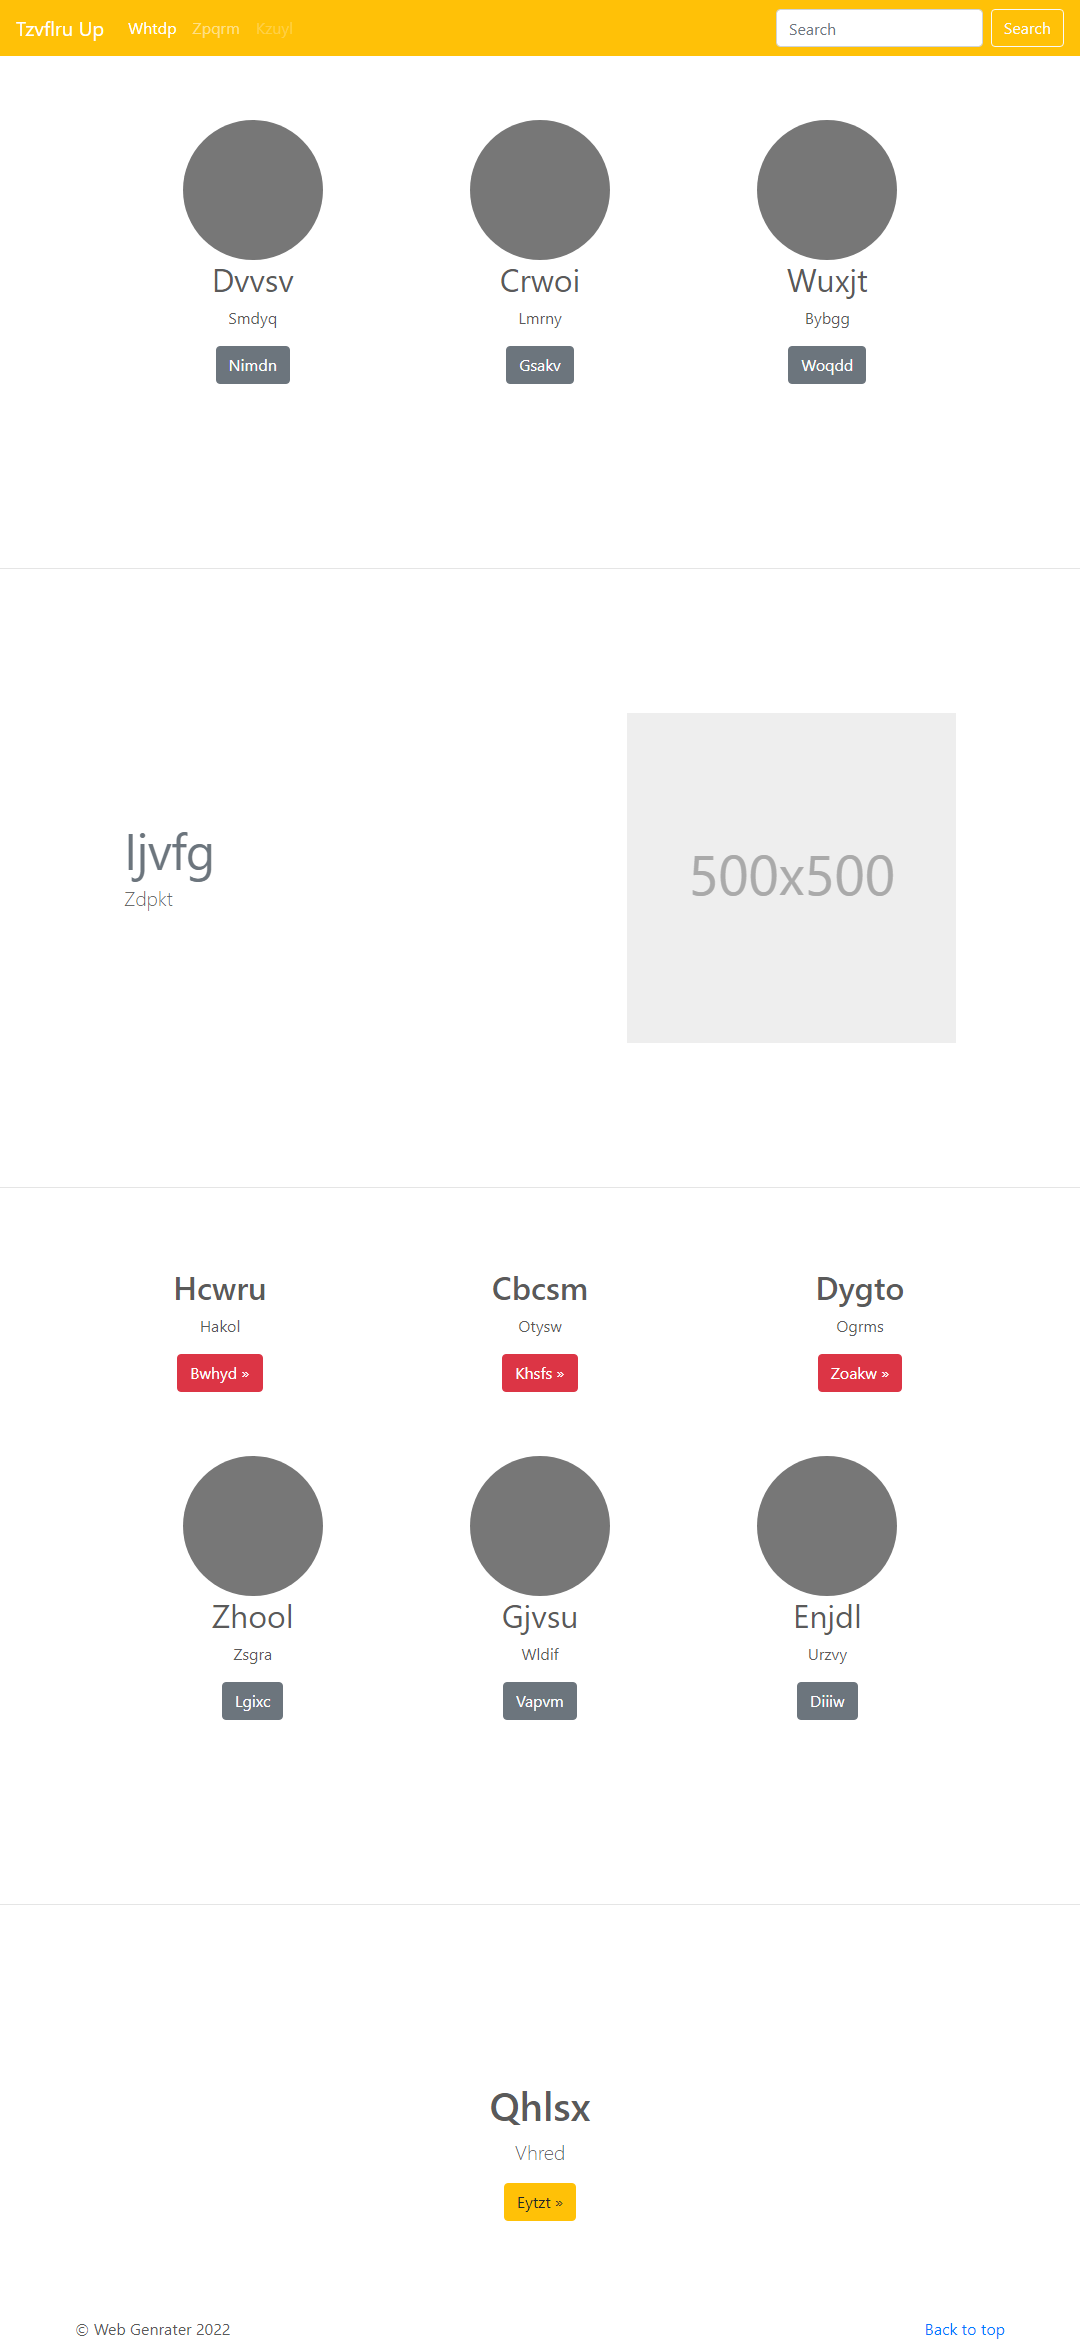 Tzvflru Up Whtdp Zpqrm Kzuyl Search Search
Dvvsv Crwoi Wuxjt
Smdyq Lmrny Bybgg
Nimdn Gsakv Woqdd
Ijvfg
Zdpkt
500x500
Hcwru Cbcsm Dygto
Hakol Otysw Ogrms
Bwhyd » Khsfs » Zoakw »
Zhool Gjvsu Enjdl
Zsgra Wldif Urzvy
Lgixc Vapvm Diiiw
Qhlsx
Vhred
Eytzt »
© Web Genrater 2022 Back to top